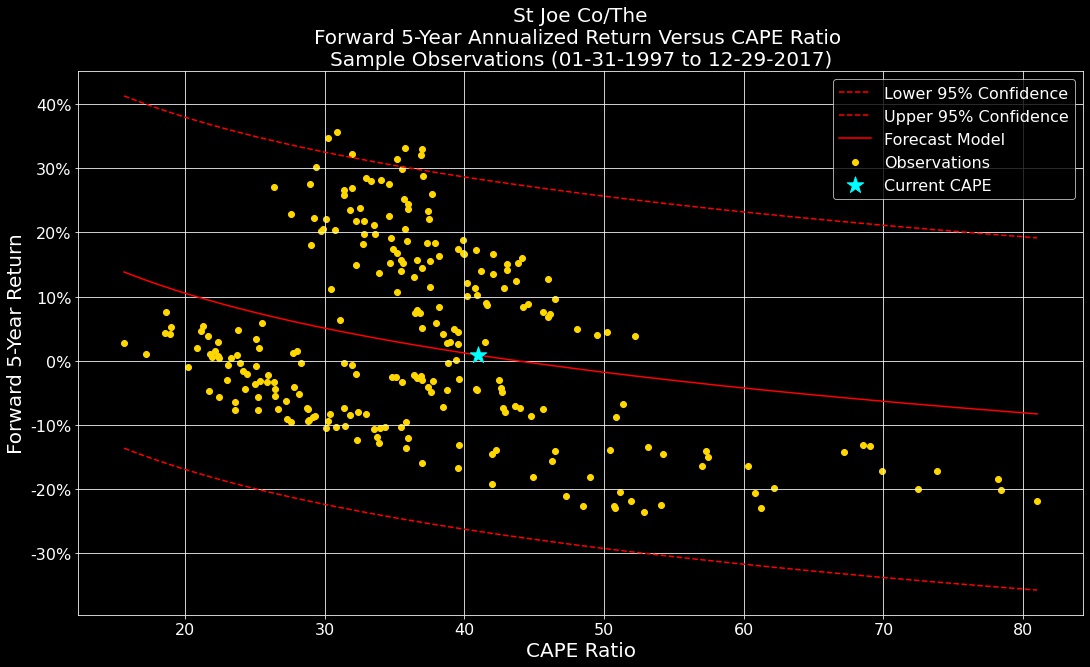 St Joe Co/The
Forward 5-Year Annualized Return Versus CAPE Ratio
Sample Observations (01-31-1997 to 12-29-2017)
Lower 95% Confidence
Upper 95% Confidence
Forecast Model
Observations
Current CAPE
Forward 5-Year Return
40%
30%
20%
10%
0%
-10%
-20%
-30%
20 30 40 50 60 70 80
CAPE Ratio